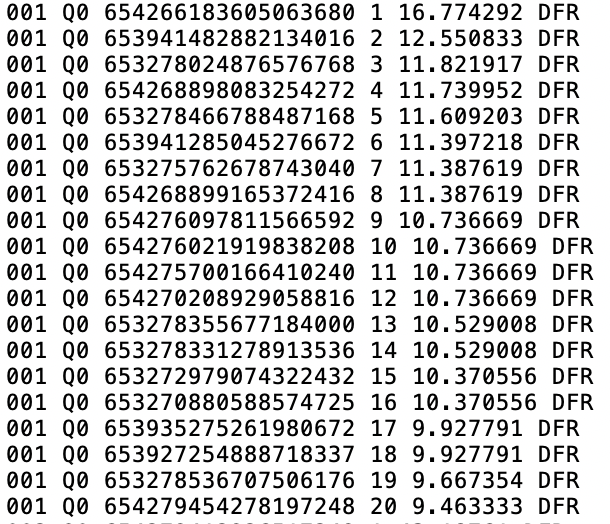 001 Q0 654266183605063680 1 16.774292 DFR
001 Q0 653941482882134016 2 12.550833 DFR
001 Q0 653278024876576768 3 11.821917 DFR
001 Q0 654268898083254272 4 11.739952 DFR
001 Q0 653278466788487168 5 11.609203 DFR
001 Q0 653941285045276672 6 11.397218 DFR
001 Q0 653275762678743040 7 11.387619 DFR
001 Q0 654268899165372416 8 11.387619 DFR
001 Q0 654276097811566592 9 10.736669 DFR
001 Q0 654276021919838208 10 10.736669 DFR
001 Q0 654275700166410240 11 10.736669 DFR
001 Q0 654270208929058816 12 10.736669 DFR
001 Q0 653278355677184000 13 10.529008 DFR
001 Q0 653278331278913536 14 10.529008 DFR
001 Q0 653272979074322432 15 10.370556 DFR
001 Q0 653270880588574725 16 10.370556 DFR
001 Q0 653935275261980672 17 9.927791 DFR
001 Q0 653927254888718337 18 9.927791 DFR
001 Q0 653278536707506176 19 9.667354 DFR
001 Q0 654279454278197248 20 9.463333 DFR